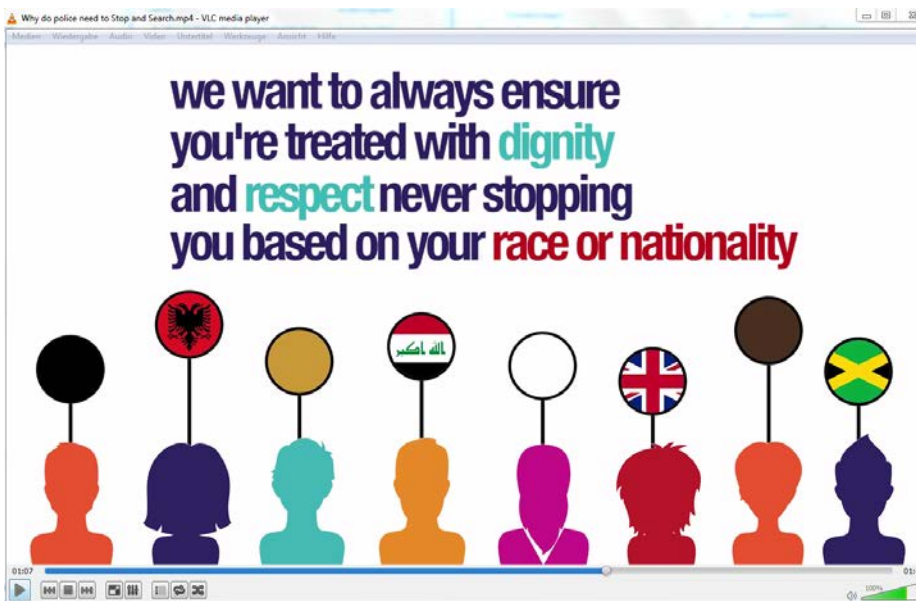 Why do police need to Stop and Search.mp4 - VLC media player
Medien Wiedergabe Audio Video Untertitel Werkzeuge Ansicht Hilfe
we want to always ensure
you're treated with dignity
and respect never stopping
you based on your race or nationality
الله اكبر
01:07
100%